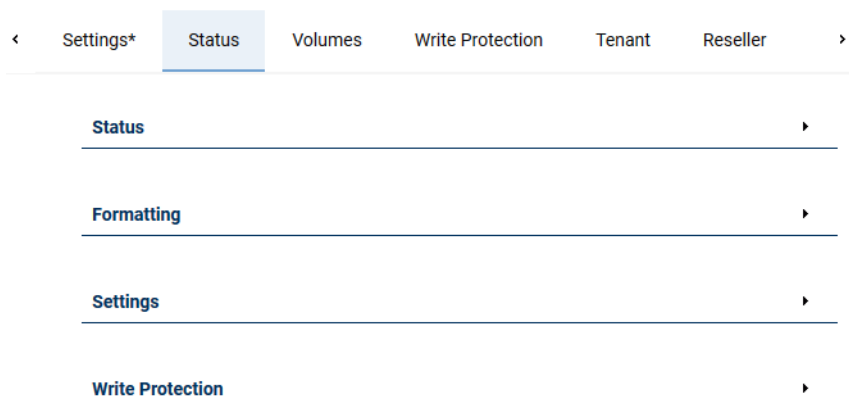 Settings* Status Volumes Write Protection Tenant Reseller
Status
Formatting
Settings
Write Protection